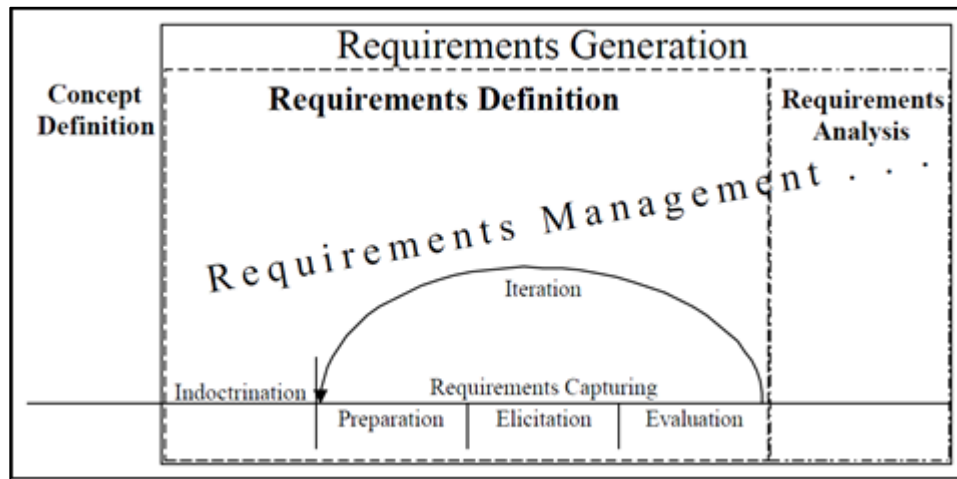 Requirements Generation
Concept
Definition
Requirements Definition
Requirements
Analysis
Requirements Management . . .
Iteration
Indoctrination
Requirements Capturing
Preparation
Elicitation
Evaluation